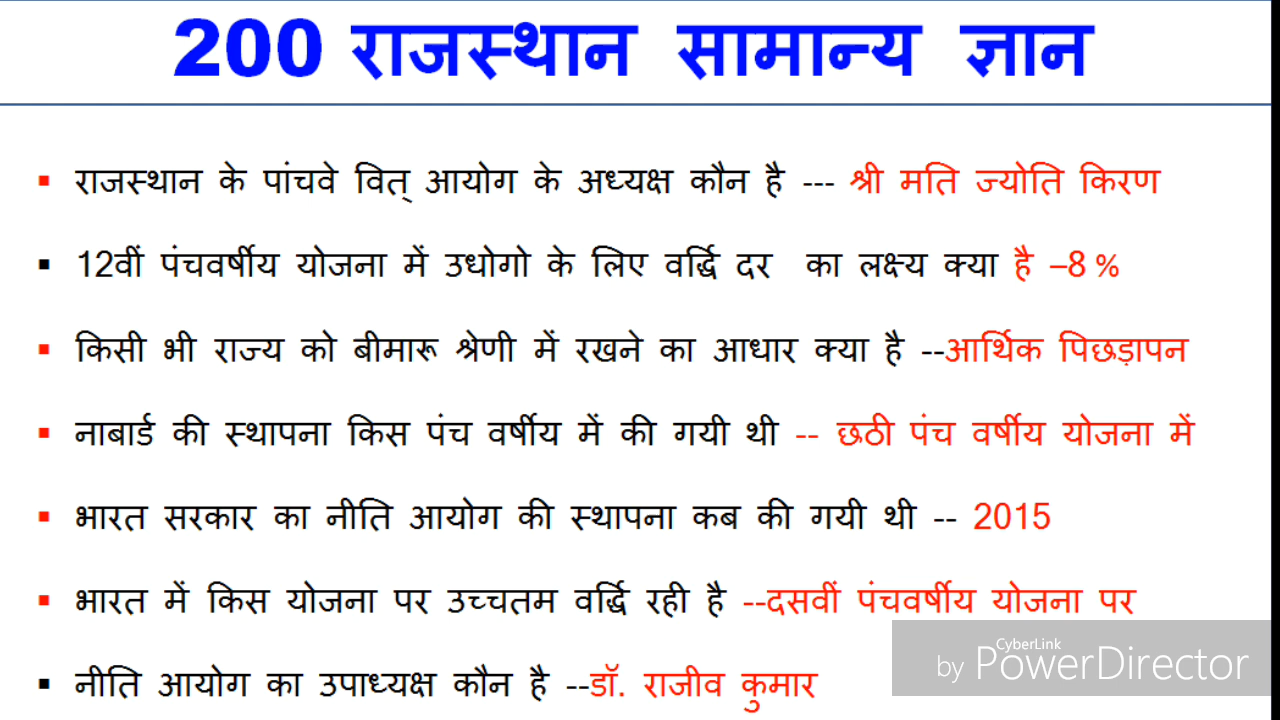 200 राजस्थान सामान्य ज्ञान
▪ राजस्थान के पांचवे वित् आयोग के अध्यक्ष कौन है --- श्री मति ज्योति किरण
▪ 12वीं पंचवर्षीय योजना में उधोगो के लिए वर्द्धि दर का लक्ष्य क्या है –8 %
▪ किसी भी राज्य को बीमारू श्रेणी में रखने का आधार क्या है --आर्थिक पिछड़ापन
▪ नाबार्ड की स्थापना किस पंच वर्षीय में की गयी थी -- छठी पंच वर्षीय योजना में
▪ भारत सरकार का नीति आयोग की स्थापना कब की गयी थी -- 2015
▪ भारत में किस योजना पर उच्चतम वर्द्धि रही है --दसवीं पंचवर्षीय योजना पर
▪ नीति आयोग का उपाध्यक्ष कौन है --डॉ. राजीव कुमार
CyberLink
by PowerDirector